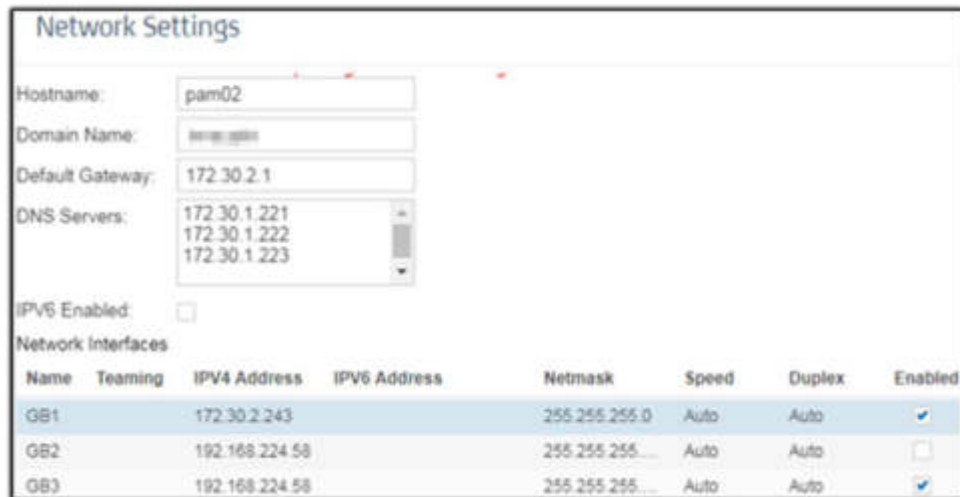 Network Settings
Hostname: pam02
Domain Name:
Default Gateway: 172.30.2.1
DNS Servers: 172.30.1.221
172.30.1.222
172.30.1.223
IPV6 Enabled:
Network Interfaces
Name Teaming IPV4 Address IPV6 Address Netmask Speed Duplex Enabled
GB1 172.30.2.243 255.255.255.0 Auto Auto
GB2 192.168.224.58 255.255.255.... Auto Auto
GB3 192.168.224.58 255.255.255.... Auto Auto